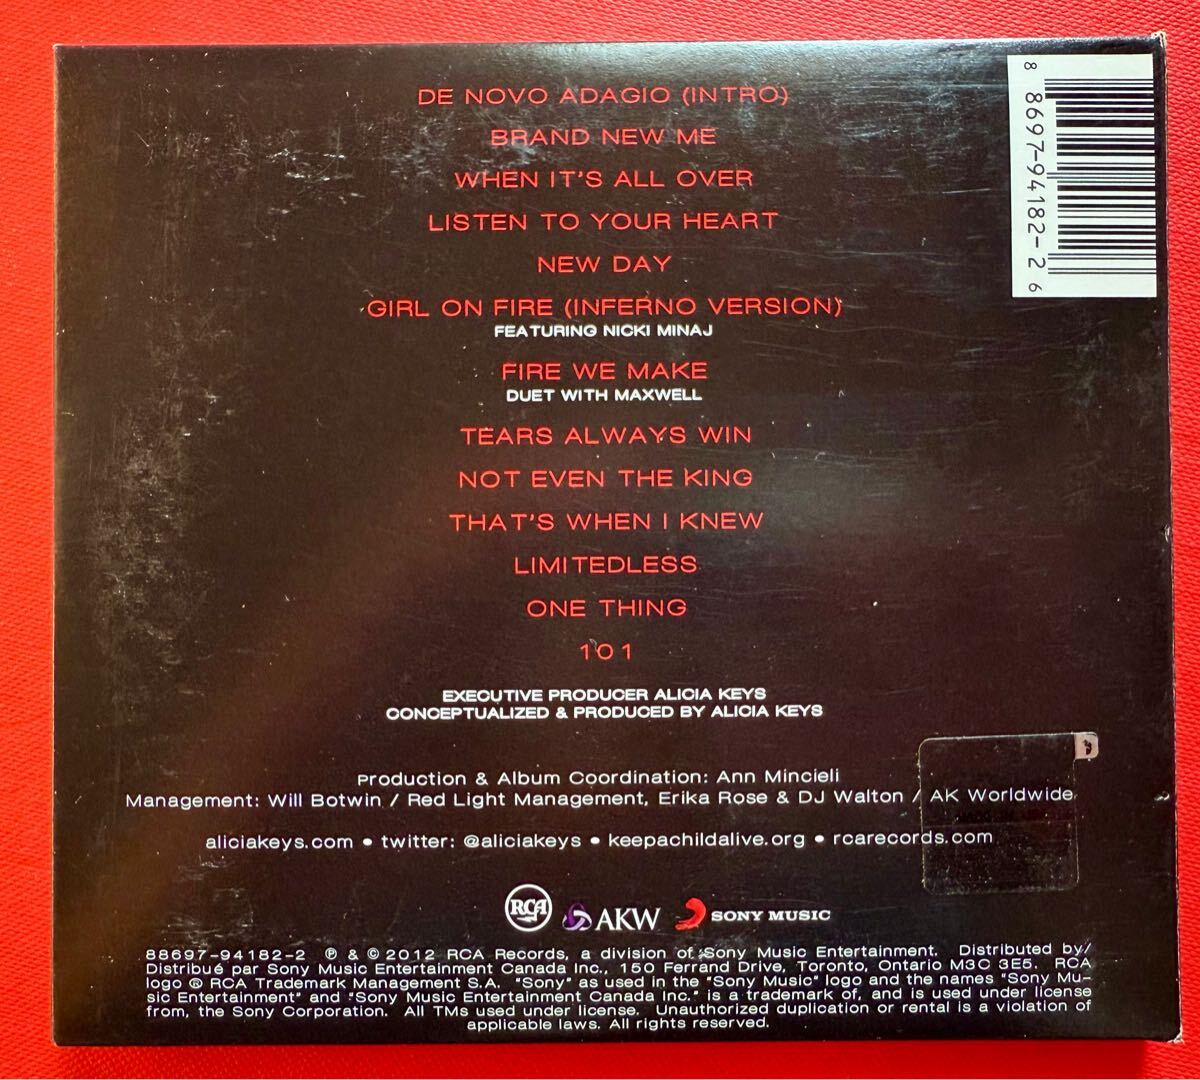 DE NOVO ADAGIO (INTRO)
BRAND NEW ME
WHEN IT'S ALL OVER
LISTEN TO YOUR HEART
NEW DAY
GIRL ON FIRE (INFERNO VERSION)
FEATURING NICKI MINAJ
FIRE WE MAKE
DUET WITH MAXWELL
TEARS ALWAYS WIN
NOT EVEN THE KING
THAT'S WHEN I KNEW
LIMITEDLESS
ONE THING
101
EXECUTIVE PRODUCER ALICIA KEYS
CONCEPTUALIZED & PRODUCED BY ALICIA KEYS
Production & Album Coordination: Ann Mincieli
Management: Will Botwin / Red Light Management, Erika Rose & DJ Walton / AK Worldwide
aliciakeys.com • twitter: @aliciakeys • keepachildalive.org • rcarecords.com
RCA AKW SONY MUSIC
88697-94182-2 ℗ & © 2012 RCA Records, a division of Sony Music Entertainment. Distributed by/
Distribué par Sony Music Entertainment Canada Inc., 150 Ferrand Drive, Toronto, Ontario M3C 3E5. RCA
logo ® RCA Trademark Management S.A. "Sony" as used in the "Sony Music" logo and the names "Sony Mu-
sic Entertainment" and "Sony Music Entertainment Canada Inc." is a trademark of, and is used under license
from, the Sony Corporation. All TMs used under license. Unauthorized duplication or rental is a violation of
applicable laws. All rights reserved.
8 8697-94182-2 6